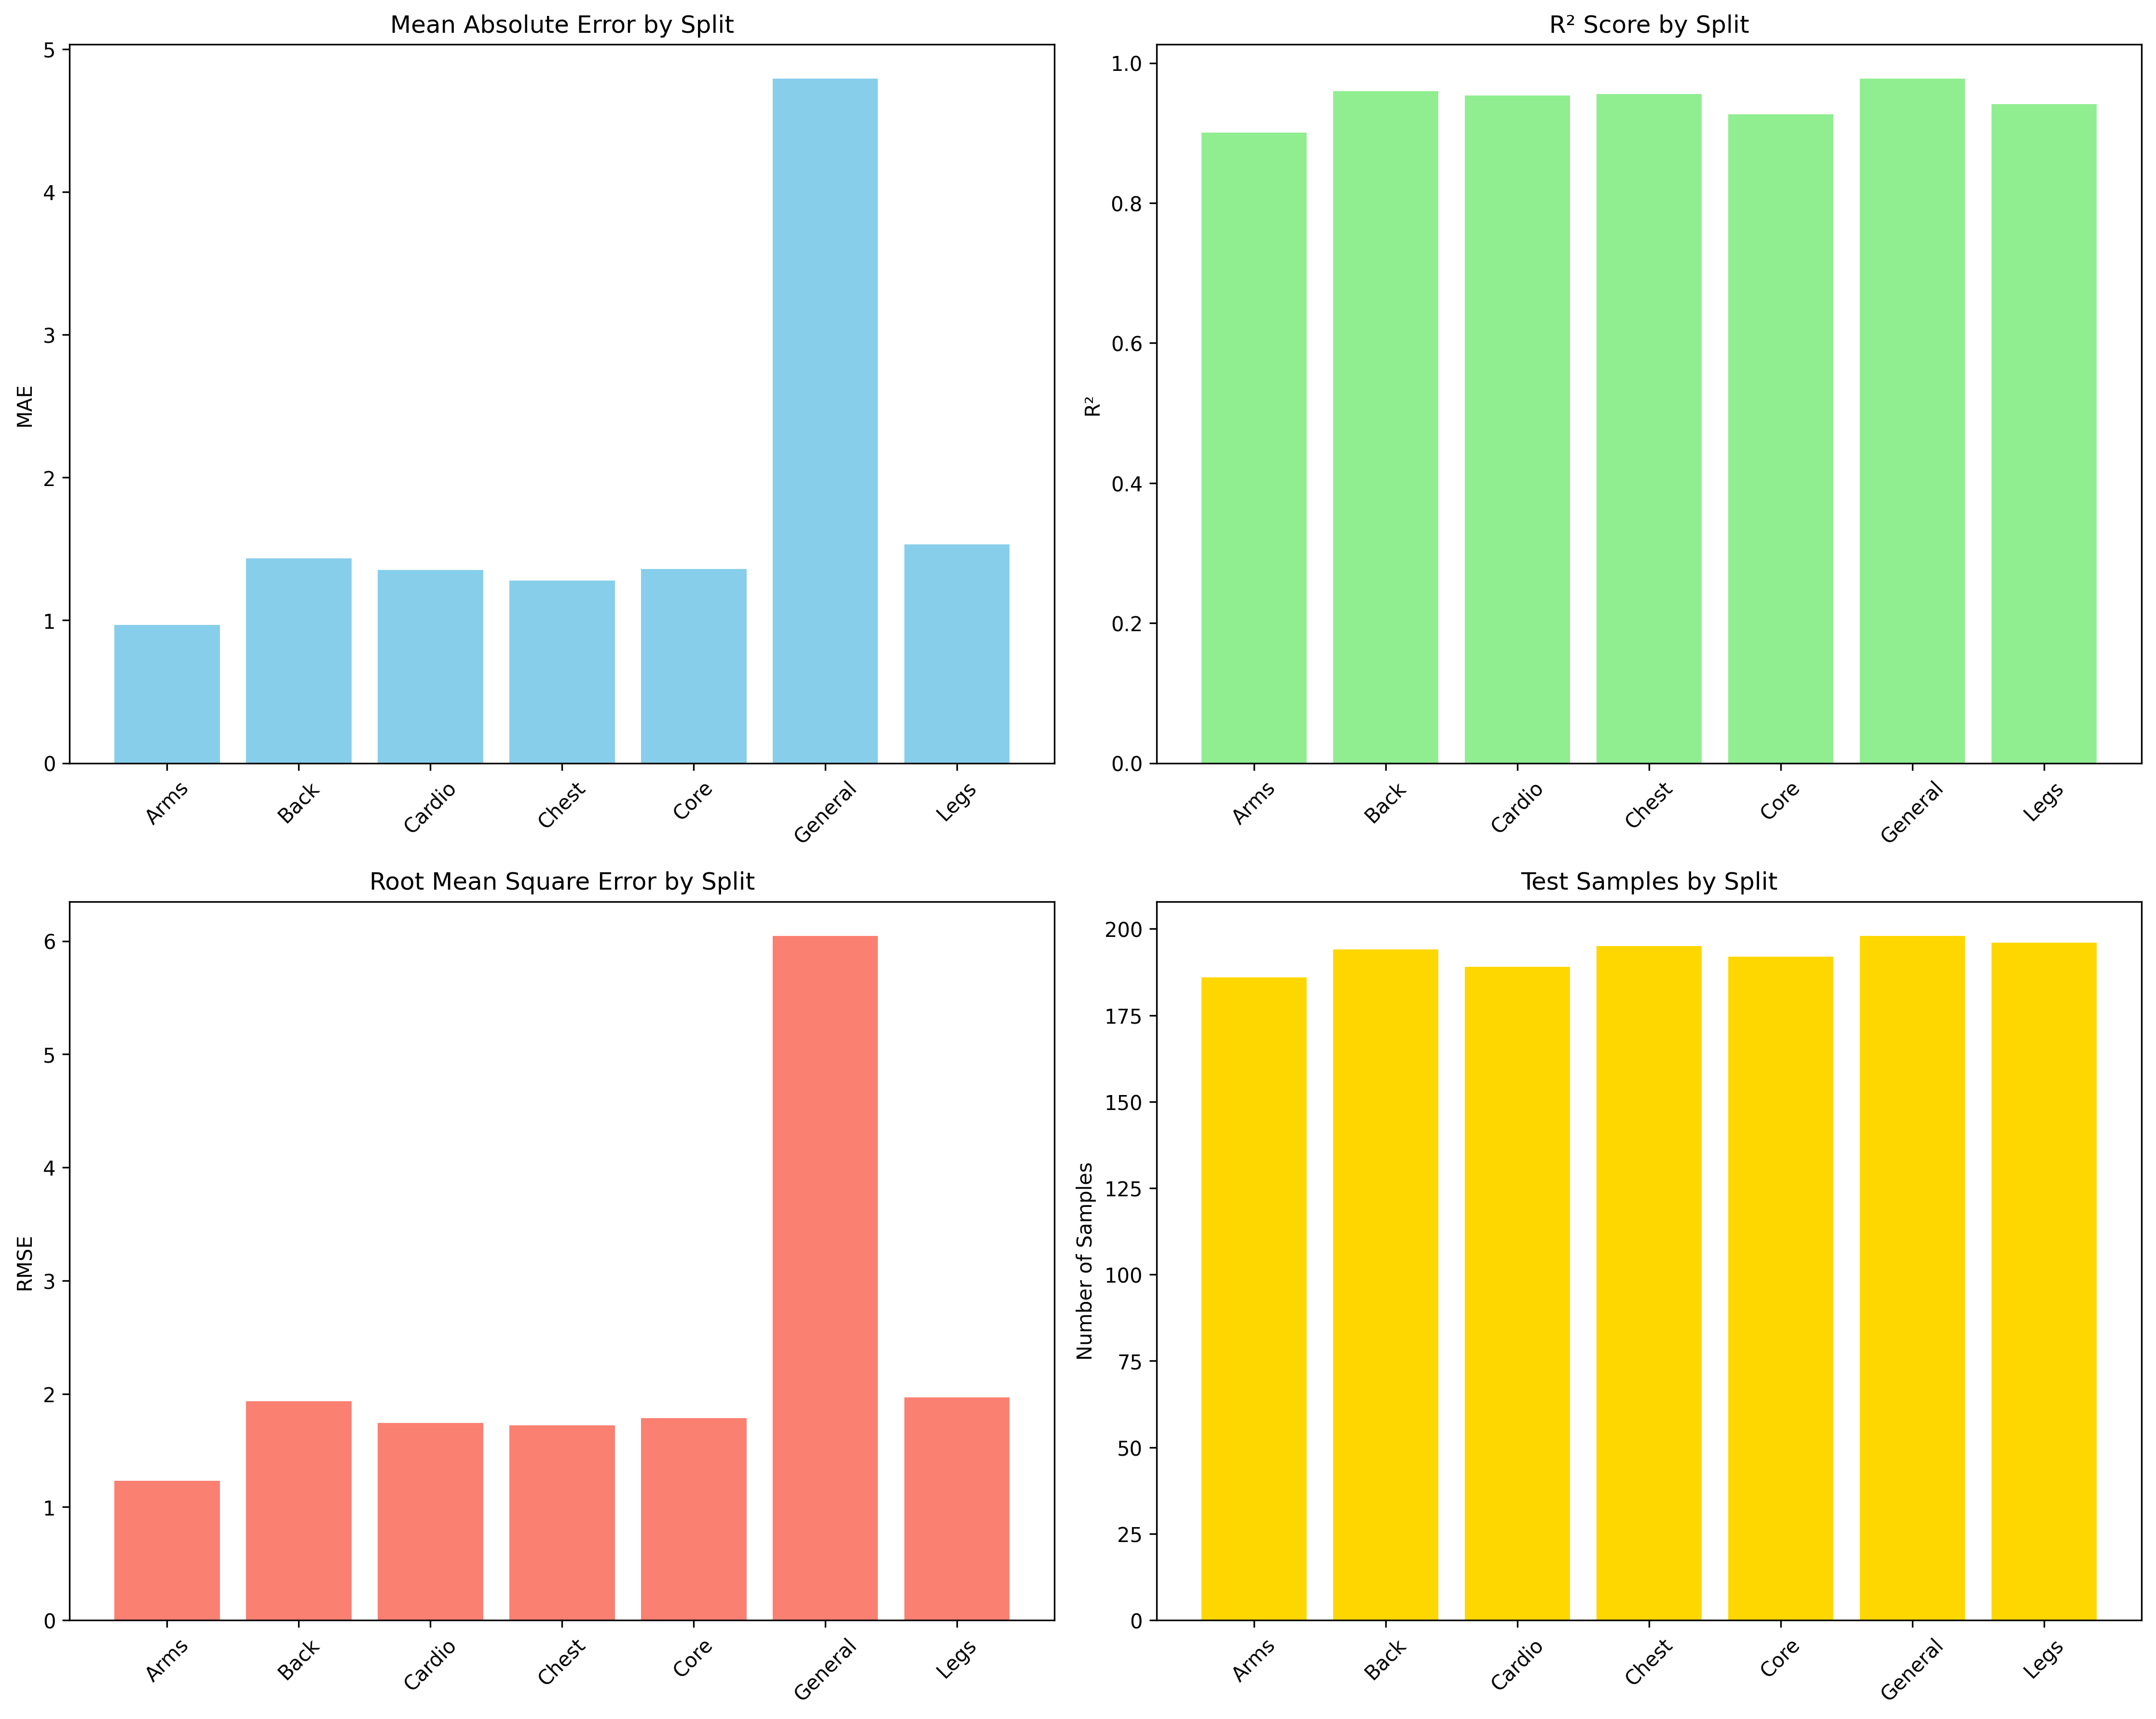 Mean Absolute Error by Split
MAE
5
4
3
2
1
0
Arms
Back
Cardio
Chest
Core
General
Legs
R² Score by Split
R²
1.0
0.8
0.6
0.4
0.2
0.0
Arms
Back
Cardio
Chest
Core
General
Legs
Root Mean Square Error by Split
RMSE
6
5
4
3
2
1
0
Arms
Back
Cardio
Chest
Core
General
Legs
Test Samples by Split
Number of Samples
200
175
150
125
100
75
50
25
0
Arms
Back
Cardio
Chest
Core
General
Legs